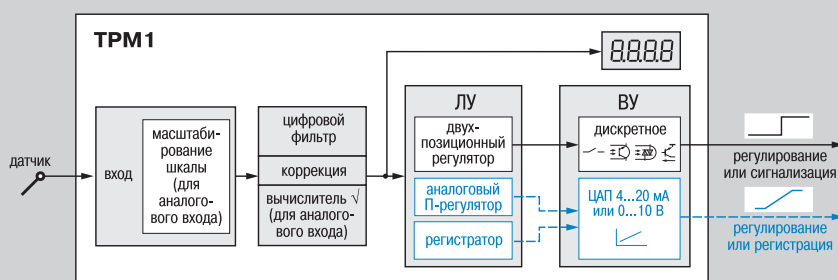 ТРМ1
8.8.8.8
датчик
вход
масштаби-
рование
шкалы
(для
аналого-
вого входа)
цифровой
фильтр
коррекция
вычислитель √
(для аналого-
вого входа)
ЛУ
двух-
позиционный
регулятор
аналоговый
П-регулятор
регистратор
ВУ
дискретное
ЦАП 4...20 мА
или 0...10 В
регулирование
или сигнализация
регулирование
или регистрация